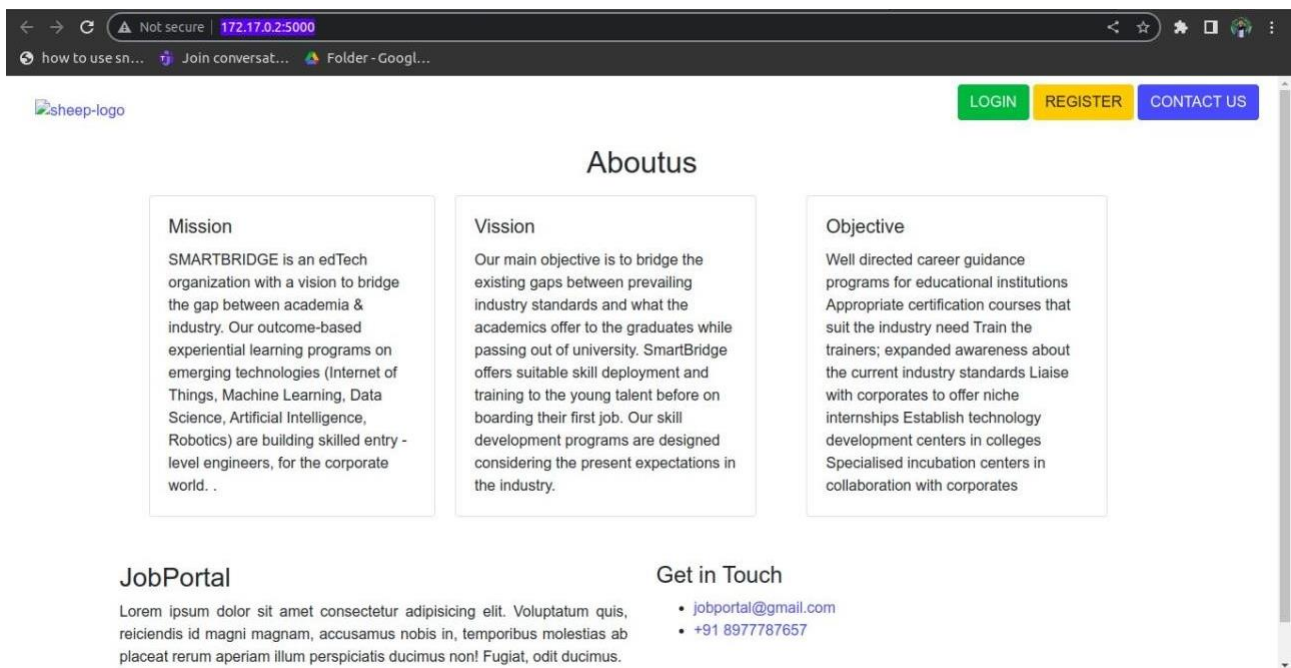 Not secure | 172.17.0.2:5000
how to use sn... Join conversat... Folder - Googl...
sheep-logo
LOGIN REGISTER CONTACT US
Aboutus
Mission
SMARTBRIDGE is an edTech
organization with a vision to bridge
the gap between academia &
industry. Our outcome-based
experiential learning programs on
emerging technologies (Internet of
Things, Machine Learning, Data
Science, Artificial Intelligence,
Robotics) are building skilled entry -
level engineers, for the corporate
world. .
Vission
Our main objective is to bridge the
existing gaps between prevailing
industry standards and what the
academics offer to the graduates while
passing out of university. SmartBridge
offers suitable skill deployment and
training to the young talent before on
boarding their first job. Our skill
development programs are designed
considering the present expectations in
the industry.
Objective
Well directed career guidance
programs for educational institutions
Appropriate certification courses that
suit the industry need Train the
trainers; expanded awareness about
the current industry standards Liaise
with corporates to offer niche
internships Establish technology
development centers in colleges
Specialised incubation centers in
collaboration with corporates
JobPortal
Lorem ipsum dolor sit amet consectetur adipisicing elit. Voluptatum quis,
reiciendis id magni magnam, accusamus nobis in, temporibus molestias ab
placeat rerum aperiam illum perspiciatis ducimus non! Fugiat, odit ducimus.
Get in Touch
• jobportal@gmail.com
• +91 8977787657